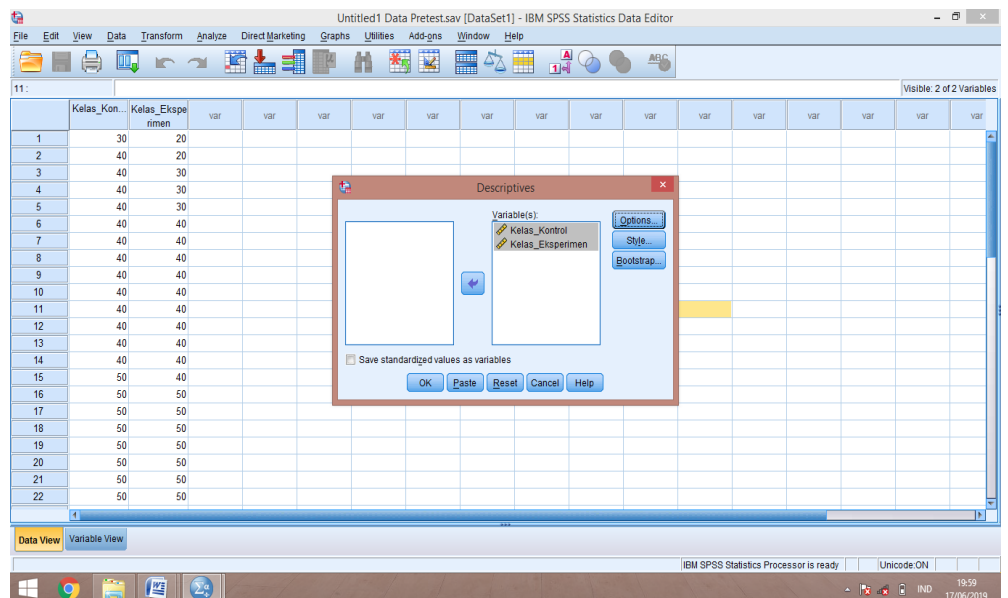 Untitled1 Data Pretest.sav [DataSet1] - IBM SPSS Statistics Data Editor
File Edit View Data Transform Analyze Direct Marketing Graphs Utilities Add-ons Window Help
11 :
Visible: 2 of 2 Variables
Kelas_Kon... Kelas_Eksperimen var var var var var var var var var var var var var var var
1 30 20
2 40 20
3 40 30
4 40 30
5 40 30
6 40 40
7 40 40
8 40 40
9 40 40
10 40 40
11 40 40
12 40 40
13 40 40
14 40 40
15 50 40
16 50 50
17 50 50
18 50 50
19 50 50
20 50 50
21 50 50
22 50 50
Descriptives
Variable(s):
Kelas_Kontrol
Kelas_Eksperimen
Options...
Style...
Bootstrap...
Save standardized values as variables
OK Paste Reset Cancel Help
Data View Variable View
IBM SPSS Statistics Processor is ready Unicode:ON
IND
19:59
17/06/2019